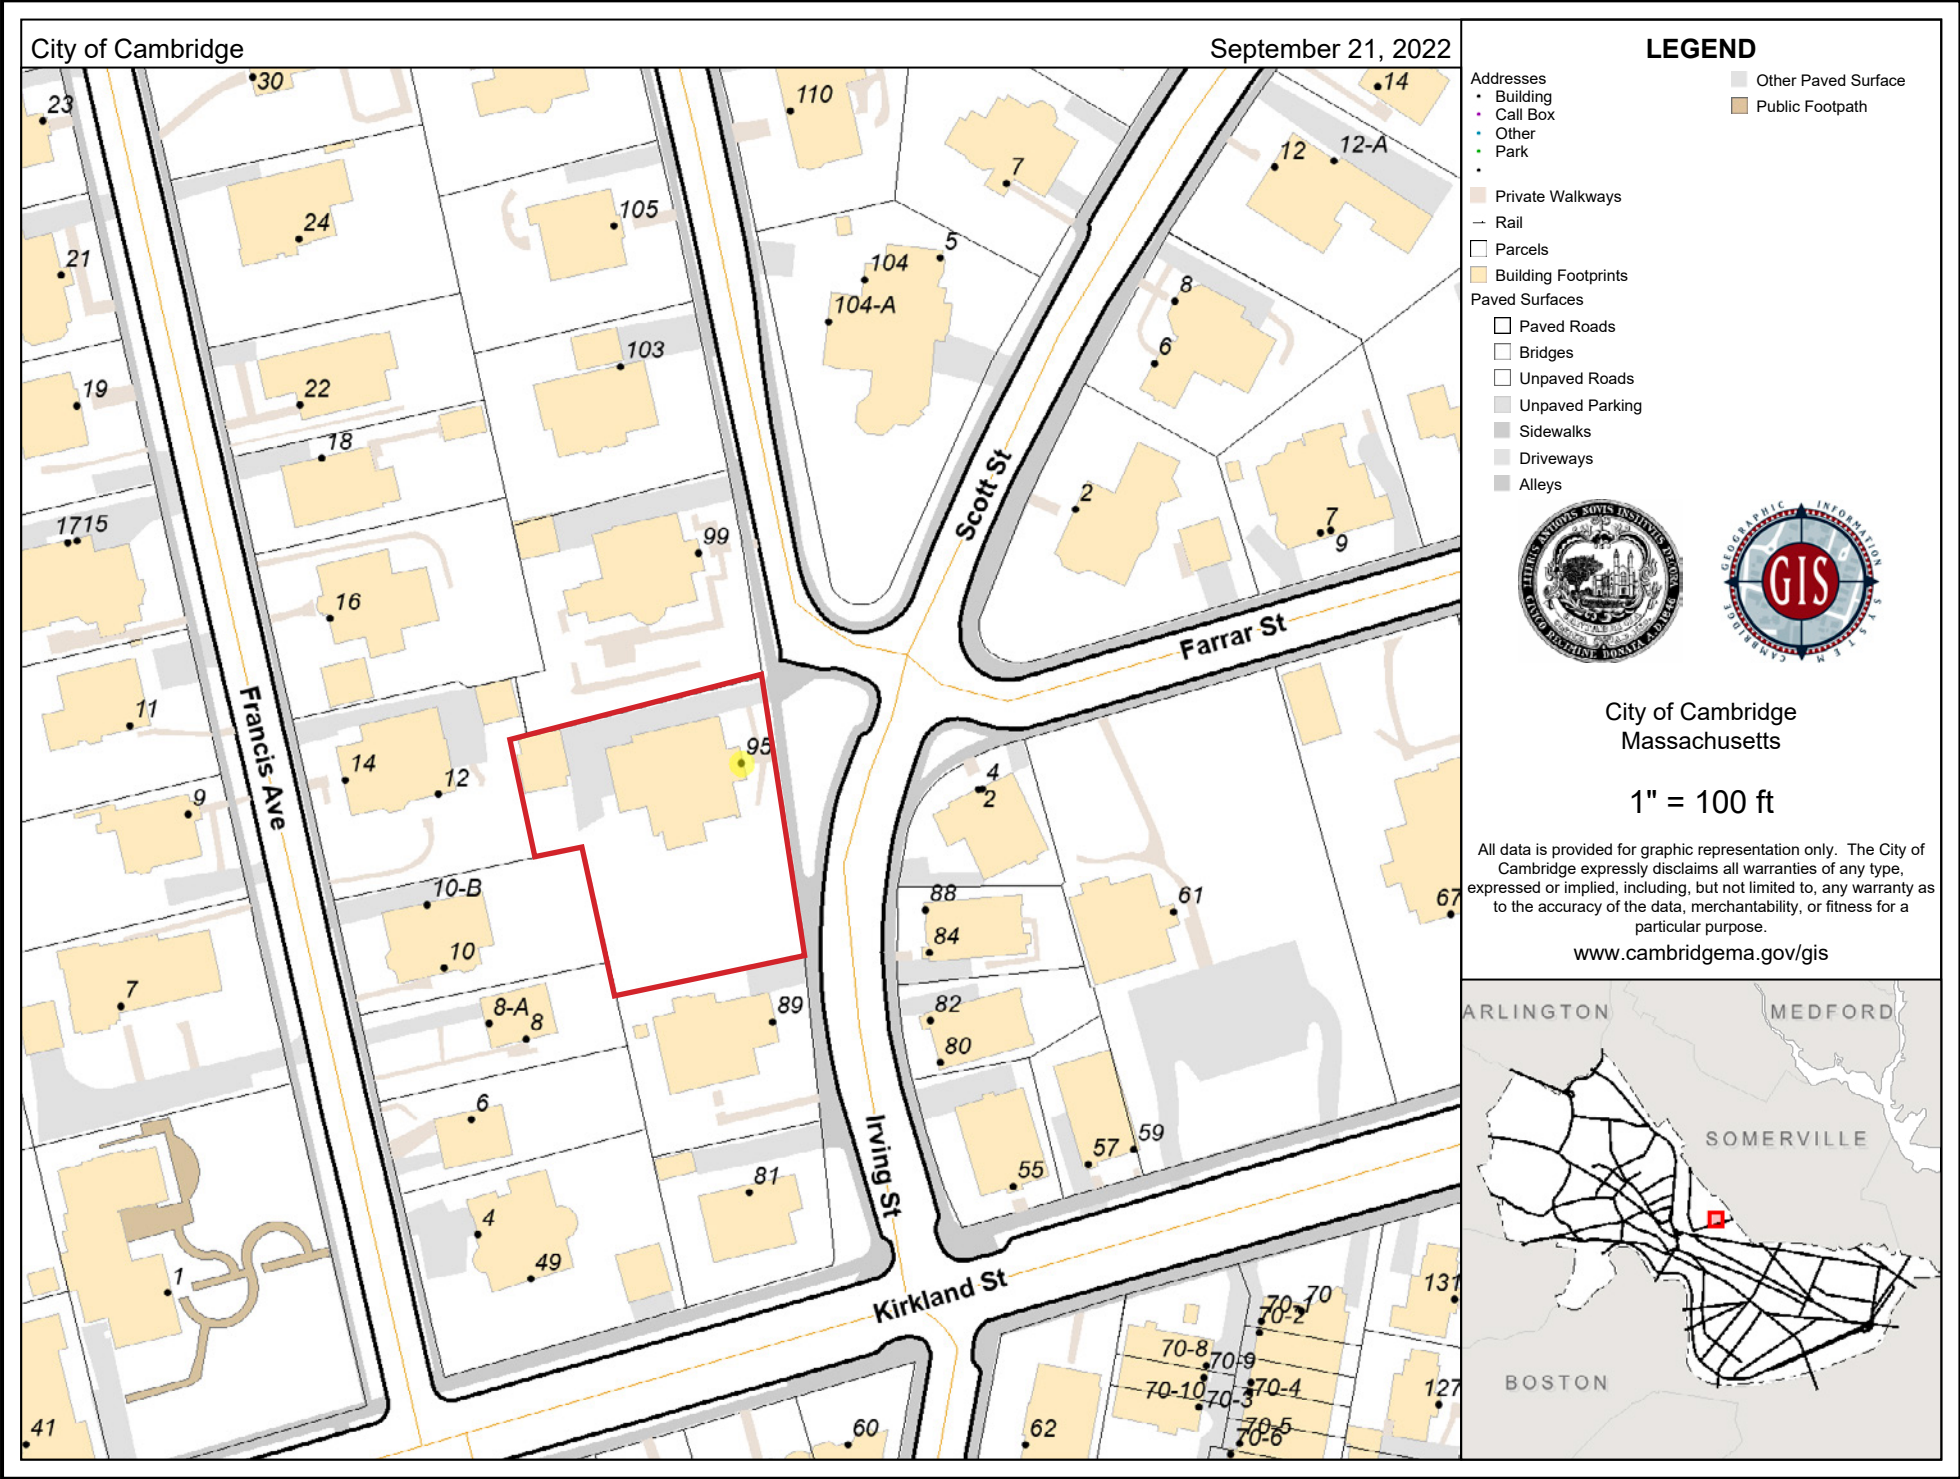 City of Cambridge
September 21, 2022
30
23
24
21
105
110
7
14
12
12-A
5
104
104-A
8
6
103
22
19
18
1715
99
16
2
7
9
Scott St
Farrar St
11
Francis Ave
95
14
12
9
4
2
10-B
10
88
84
61
67
7
8-A
8
89
82
80
6
59
57
55
81
Irving St
4
49
1
Kirkland St
70
70-1
70-2
131
70-8
70-9
70-10
70-3
70-4
127
70-5
70-6
41
60
62
LEGEND
Addresses
Building
Call Box
Other
Park
Private Walkways
Rail
Parcels
Building Footprints
Paved Surfaces
Paved Roads
Bridges
Unpaved Roads
Unpaved Parking
Sidewalks
Driveways
Alleys
Other Paved Surface
Public Footpath
GEOGRAPHIC INFORMATION SYSTEM CAMBRIDGE
GIS
City of Cambridge
Massachusetts
1" = 100 ft
All data is provided for graphic representation only. The City of
Cambridge expressly disclaims all warranties of any type,
expressed or implied, including, but not limited to, any warranty as
to the accuracy of the data, merchantability, or fitness for a
particular purpose.
www.cambridgema.gov/gis
ARLINGTON
MEDFORD
SOMERVILLE
BOSTON